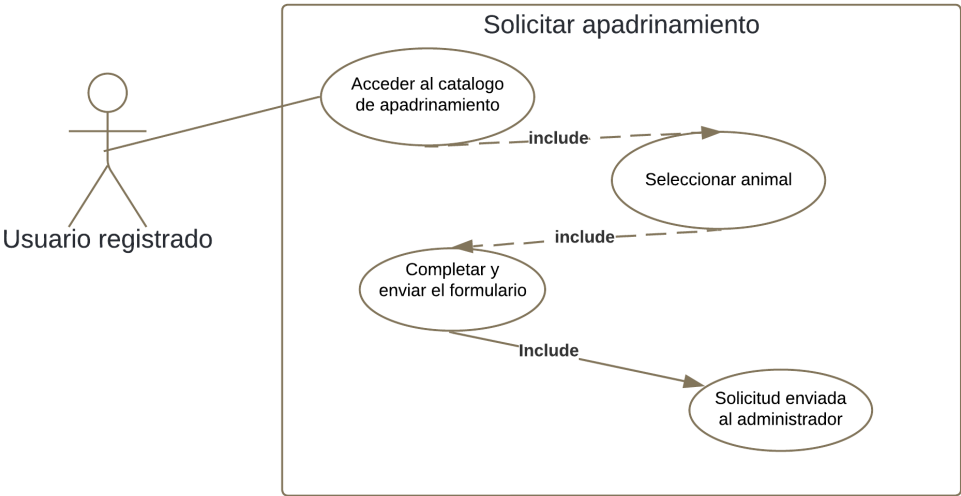 Solicitar apadrinamiento
Acceder al catalogo
de apadrinamiento
include
Seleccionar animal
Usuario registrado
include
Completar y
enviar el formulario
Include
Solicitud enviada
al administrador